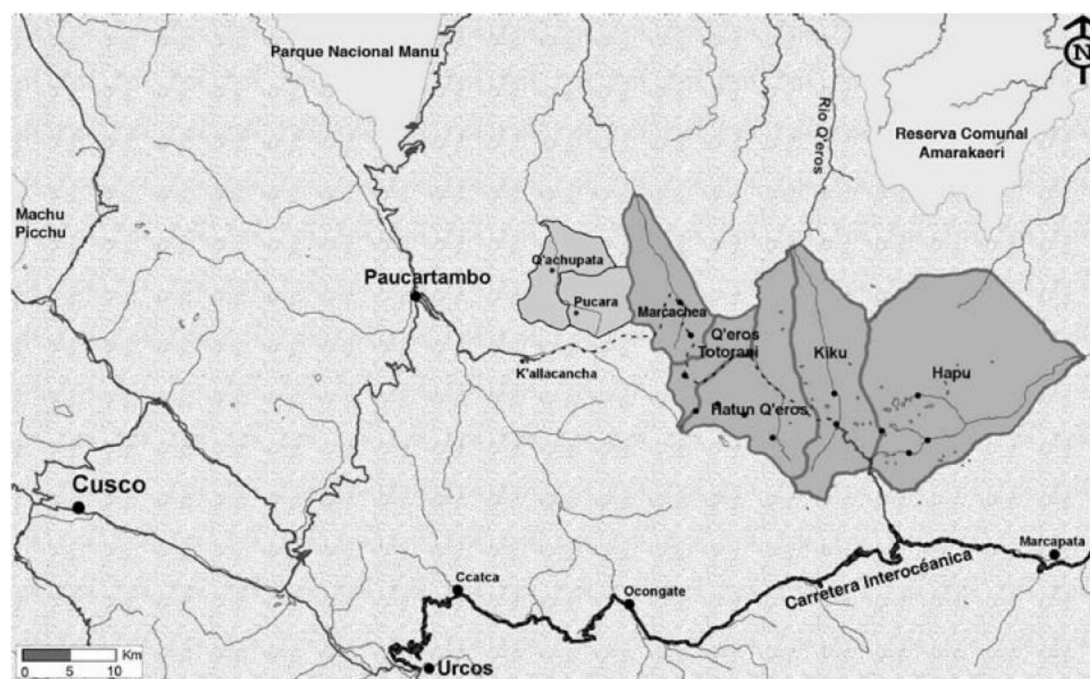 Parque Nacional Manu
N
Rio Q'eros
Reserva Comunal
Amarakaeri
Machu
Picchu
Q'achupata
Paucartambo
Pucara
Marcachea
Q'eros
Totorani
Kiku
K'allacancha
Hapu
Hatun Q'eros
Cusco
Marcapata
Ccatca
Ocongate
Carretera Interocéanica
Urcos
Km
0 5 10